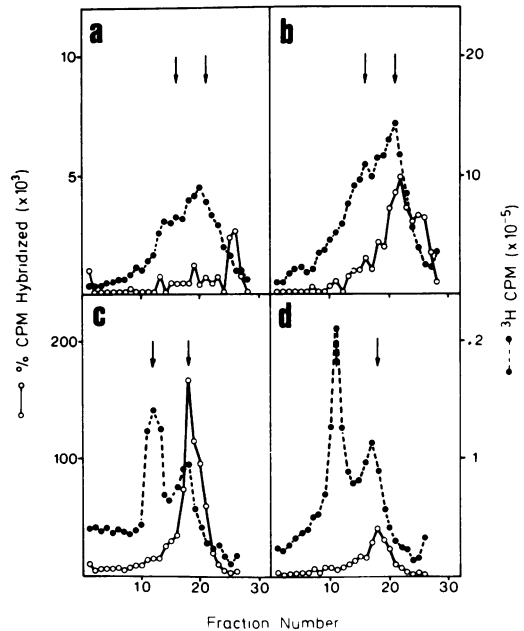 a
b
c
d
10
5
200
100
20
10
.2
1
10 20 30
10 20 30
○—○ % CPM Hybridized (x10³)
●--● ³H CPM (x10⁻⁵)
Fraction Number